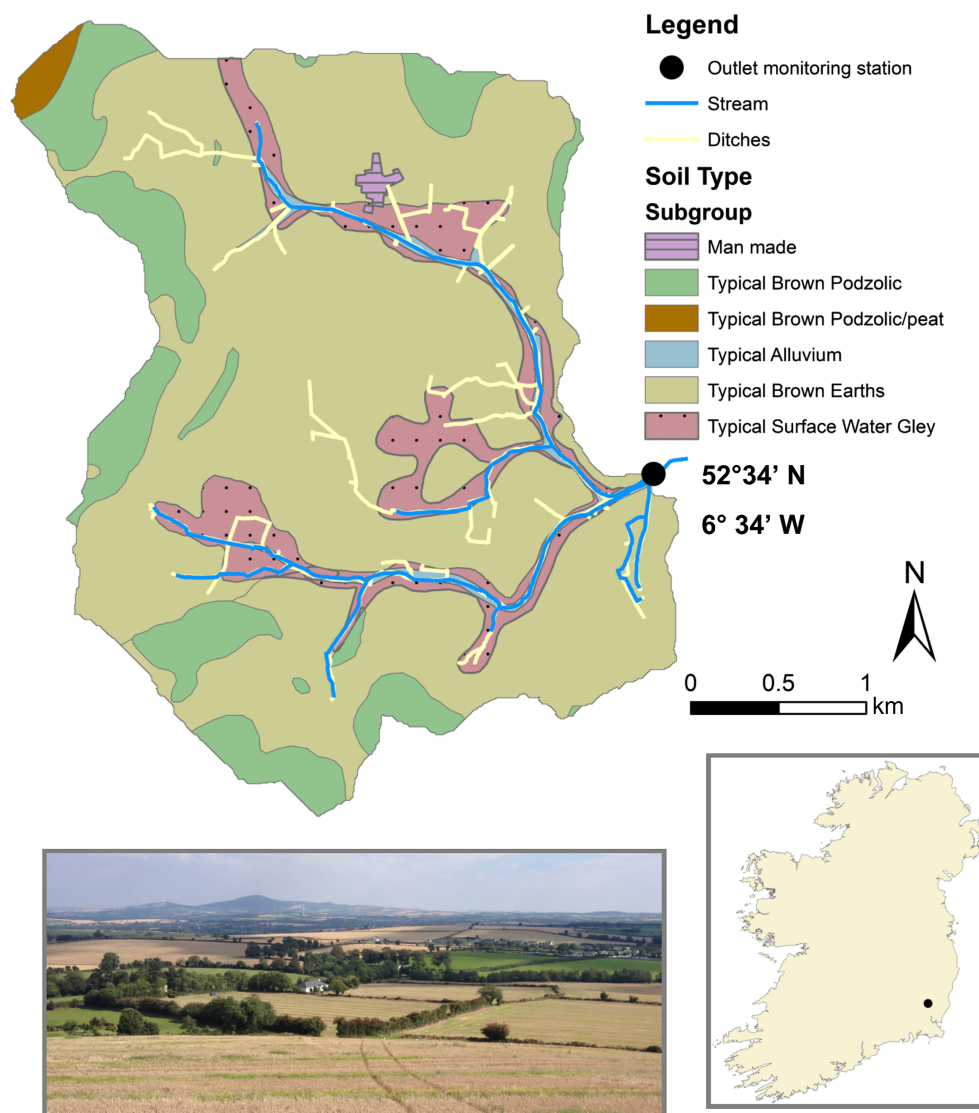 Legend
Outlet monitoring station
Stream
Ditches
Soil Type
Subgroup
Man made
Typical Brown Podzolic
Typical Brown Podzolic/peat
Typical Alluvium
Typical Brown Earths
Typical Surface Water Gley
52°34’ N
6° 34’ W
N
0 0.5 1
km